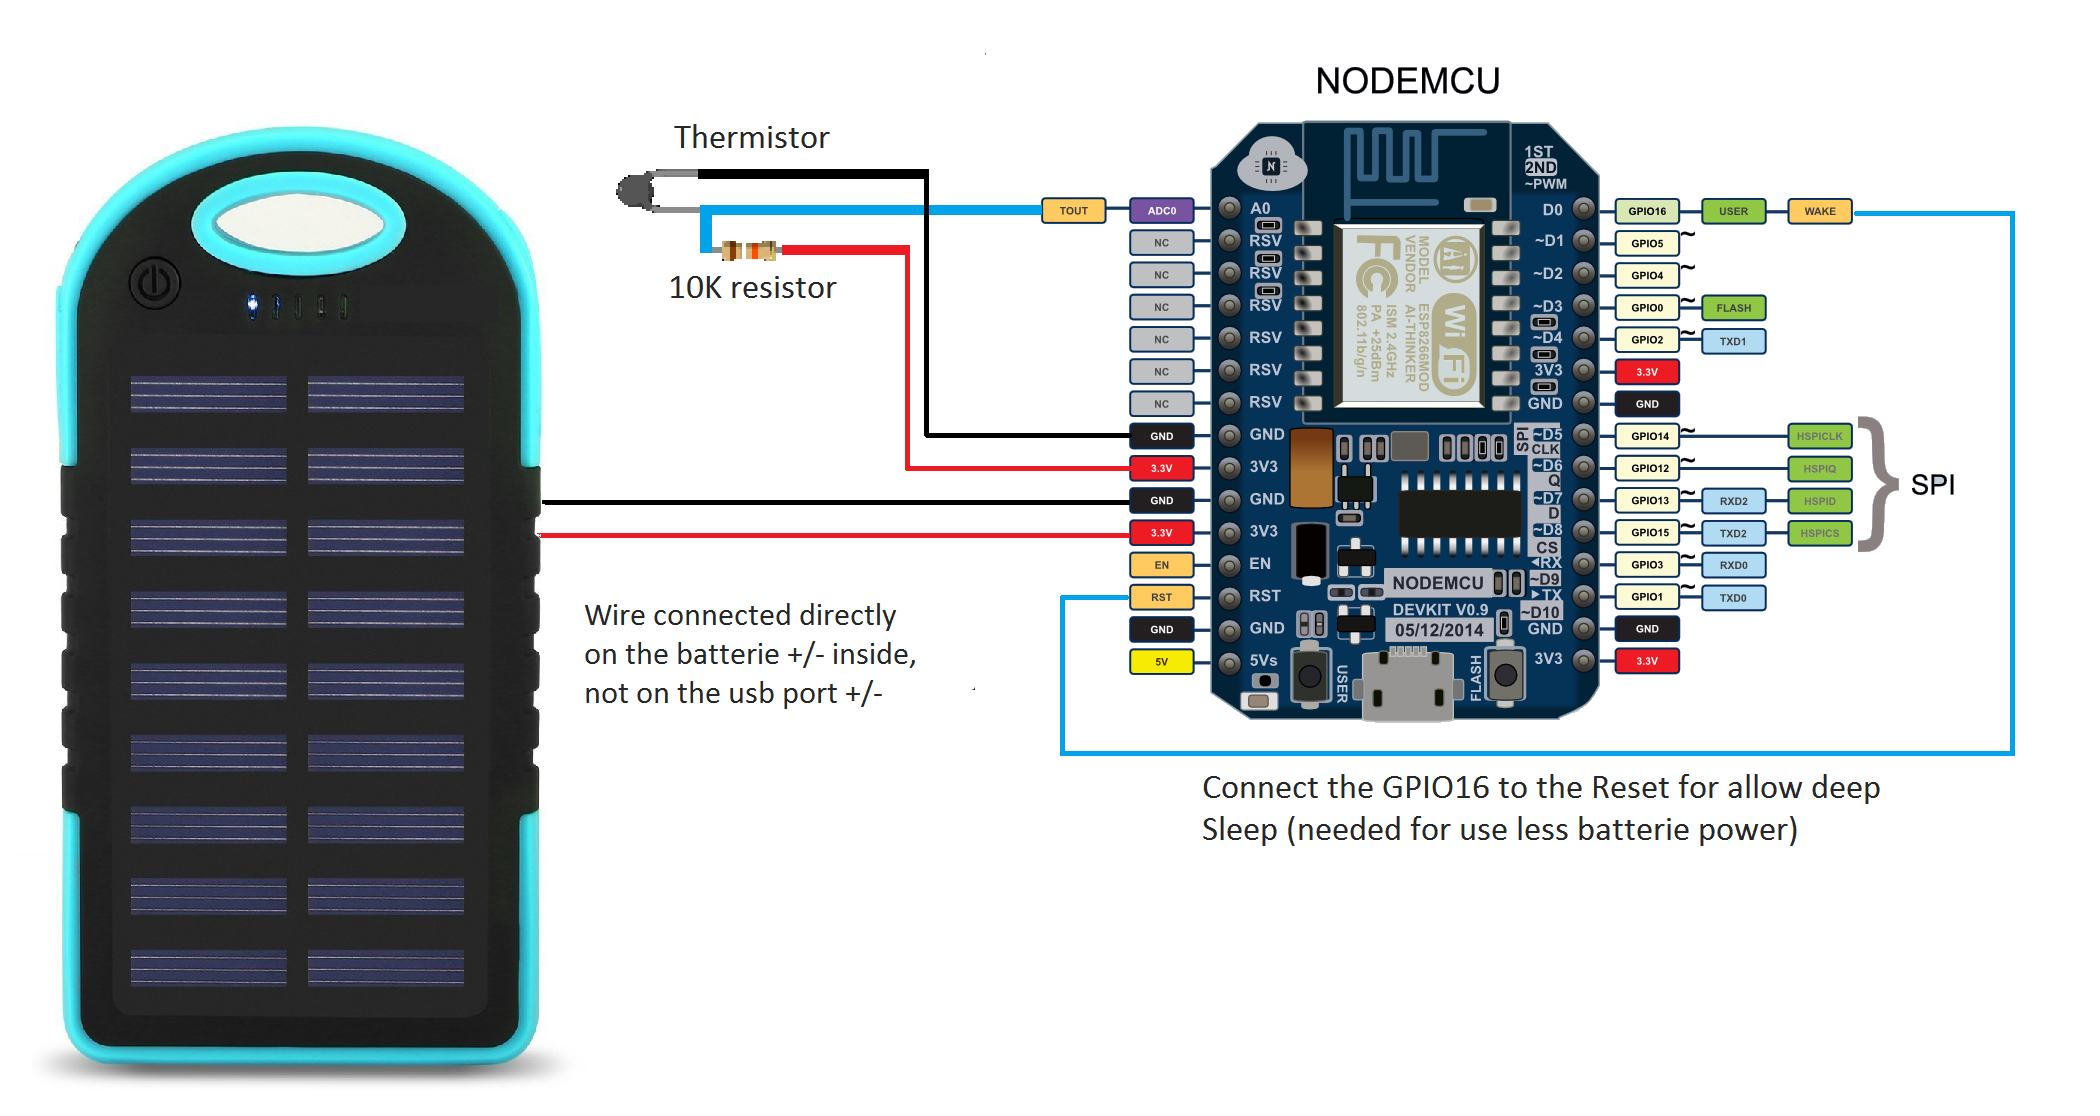 NODEMCU
Thermistor
10K resistor
Wire connected directly
on the batterie +/- inside,
not on the usb port +/-
TOUT
ADC0
NC
NC
NC
NC
NC
NC
GND
3.3V
GND
3.3V
EN
RST
GND
5V
A0
RSV
RSV
RSV
RSV
RSV
RSV
GND
3V3
GND
3V3
EN
RST
GND
5Vs
1ST
2ND
~PWM
N
MODEL ESP8266MOD
VENDOR AI-THINKER
ISM 2.4GHz
PA +25dBm
802.11b/g/n
FC
Ai
Wi Fi
D0
~D1
~D2
~D3
~D4
3V3
GND
SPI
~D5
CLK
~D6
Q
~D7
D
~D8
CS
◄RX
~D9
►TX
~D10
GND
3V3
NODEMCU
DEVKIT V0.9
05/12/2014
USER
FLASH
GPIO16 USER WAKE
GPIO5 ~
GPIO4 ~
GPIO0 ~ FLASH
GPIO2 ~ TXD1
3.3V
GND
GPIO14 ~ HSPICLK
GPIO12 ~ HSPIQ
GPIO13 ~ RXD2 HSPID
GPIO15 ~ TXD2 HSPICS
GPIO3 ~ RXD0
GPIO1 ~ TXD0
GND
3.3V
SPI
Connect the GPIO16 to the Reset for allow deep
Sleep (needed for use less batterie power)